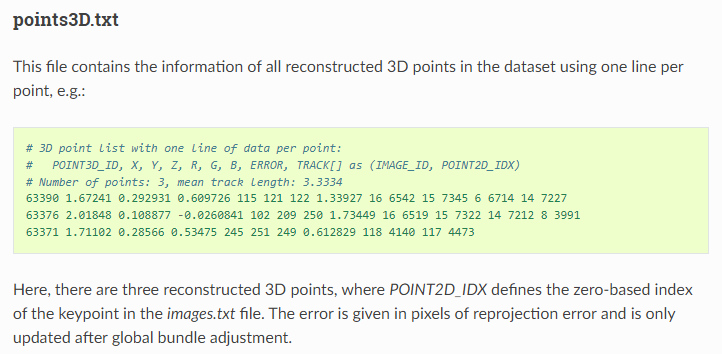 points3D.txt
This file contains the information of all reconstructed 3D points in the dataset using one line per
point, e.g.:
# 3D point list with one line of data per point:
#   POINT3D_ID, X, Y, Z, R, G, B, ERROR, TRACK[] as (IMAGE_ID, POINT2D_IDX)
# Number of points: 3, mean track length: 3.3334
63390 1.67241 0.292931 0.609726 115 121 122 1.33927 16 6542 15 7345 6 6714 14 7227
63376 2.01848 0.108877 -0.0260841 102 209 250 1.73449 16 6519 15 7322 14 7212 8 3991
63371 1.71102 0.28566 0.53475 245 251 249 0.612829 118 4140 117 4473
Here, there are three reconstructed 3D points, where POINT2D_IDX defines the zero-based index
of the keypoint in the images.txt file. The error is given in pixels of reprojection error and is only
updated after global bundle adjustment.